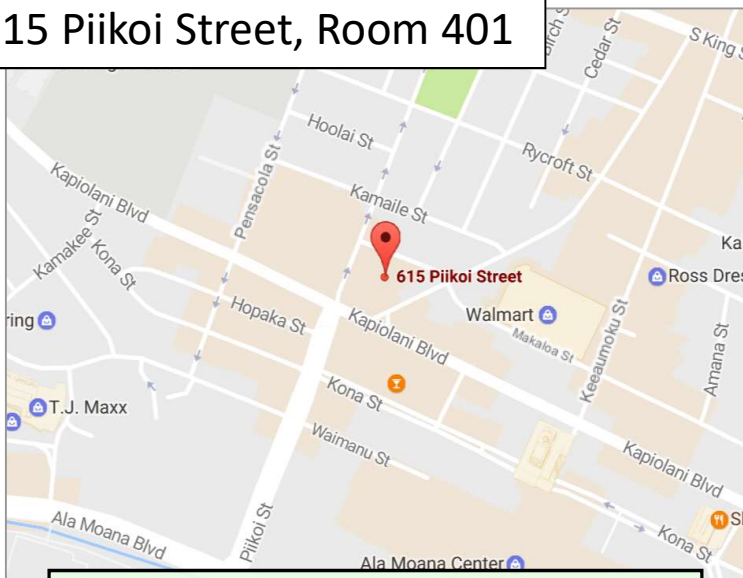 15 Piikoi Street, Room 401
S King
Cedar St
Hoolai St
Rycroft St
Pensacola St
Kapiolani Blvd
Kamaile St
Kamakee St
Kona St
615 Piikoi Street
Ross Dres
Hopaka St
Kapiolani Blvd
Walmart
Makaloa St
Keeaumoku St
Amana St
T.J. Maxx
Kona St
Waimanu St
Kapiolani Blvd
Ala Moana Blvd
Piikoi St
Kona St
Ala Moana Center